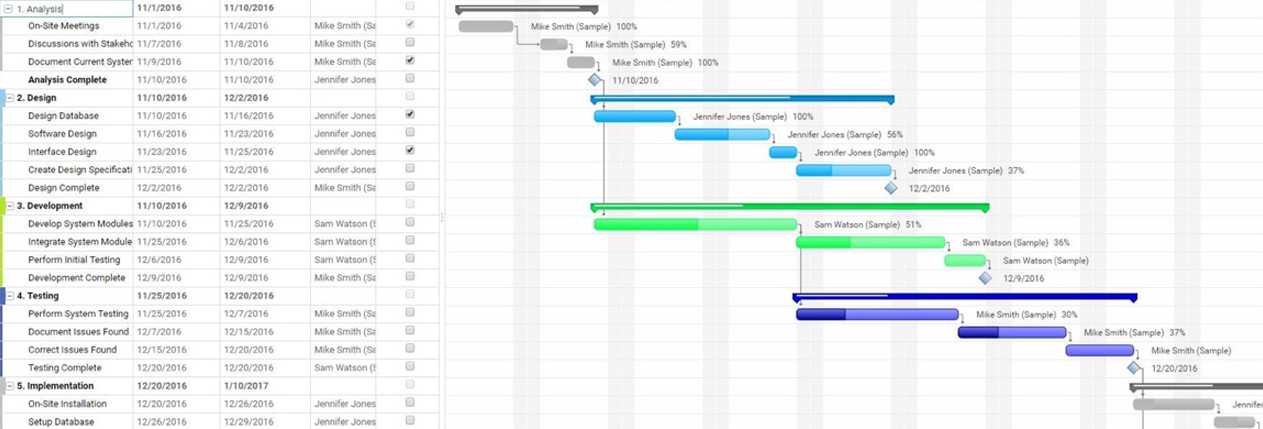 1. Analysis 11/1/2016 11/10/2016
On-Site Meetings 11/1/2016 11/4/2016 Mike Smith (Sa Mike Smith (Sample) 100%
Discussions with Stakeho 11/7/2016 11/8/2016 Mike Smith (Sa Mike Smith (Sample) 59%
Document Current System 11/9/2016 11/10/2016 Mike Smith (Sa Mike Smith (Sample) 100%
Analysis Complete 11/10/2016 11/10/2016 Jennifer Jones 11/10/2016
2. Design 11/10/2016 12/2/2016
Design Database 11/10/2016 11/16/2016 Jennifer Jones Jennifer Jones (Sample) 100%
Software Design 11/16/2016 11/23/2016 Jennifer Jones Jennifer Jones (Sample) 56%
Interface Design 11/23/2016 11/25/2016 Jennifer Jones Jennifer Jones (Sample) 100%
Create Design Specificati 11/25/2016 12/2/2016 Jennifer Jones Jennifer Jones (Sample) 37%
Design Complete 12/2/2016 12/2/2016 Mike Smith (Sa 12/2/2016
3. Development 11/10/2016 12/9/2016
Develop System Modules 11/10/2016 11/25/2016 Sam Watson (S Sam Watson (Sample) 51%
Integrate System Module 11/25/2016 12/6/2016 Sam Watson (S Sam Watson (Sample) 36%
Perform Initial Testing 12/6/2016 12/9/2016 Sam Watson (S Sam Watson (Sample)
Development Complete 12/9/2016 12/9/2016 Mike Smith (Sa 12/9/2016
4. Testing 11/25/2016 12/20/2016
Perform System Testing 11/25/2016 12/7/2016 Mike Smith (Sa Mike Smith (Sample) 30%
Document Issues Found 12/7/2016 12/15/2016 Mike Smith (Sa Mike Smith (Sample) 37%
Correct Issues Found 12/15/2016 12/20/2016 Mike Smith (Sa Mike Smith (Sample)
Testing Complete 12/20/2016 12/20/2016 Sam Watson (S 12/20/2016
5. Implementation 12/20/2016 1/10/2017
On-Site Installation 12/20/2016 12/26/2016 Jennifer Jones Jennifer
Setup Database 12/26/2016 12/29/2016 Jennifer Jones